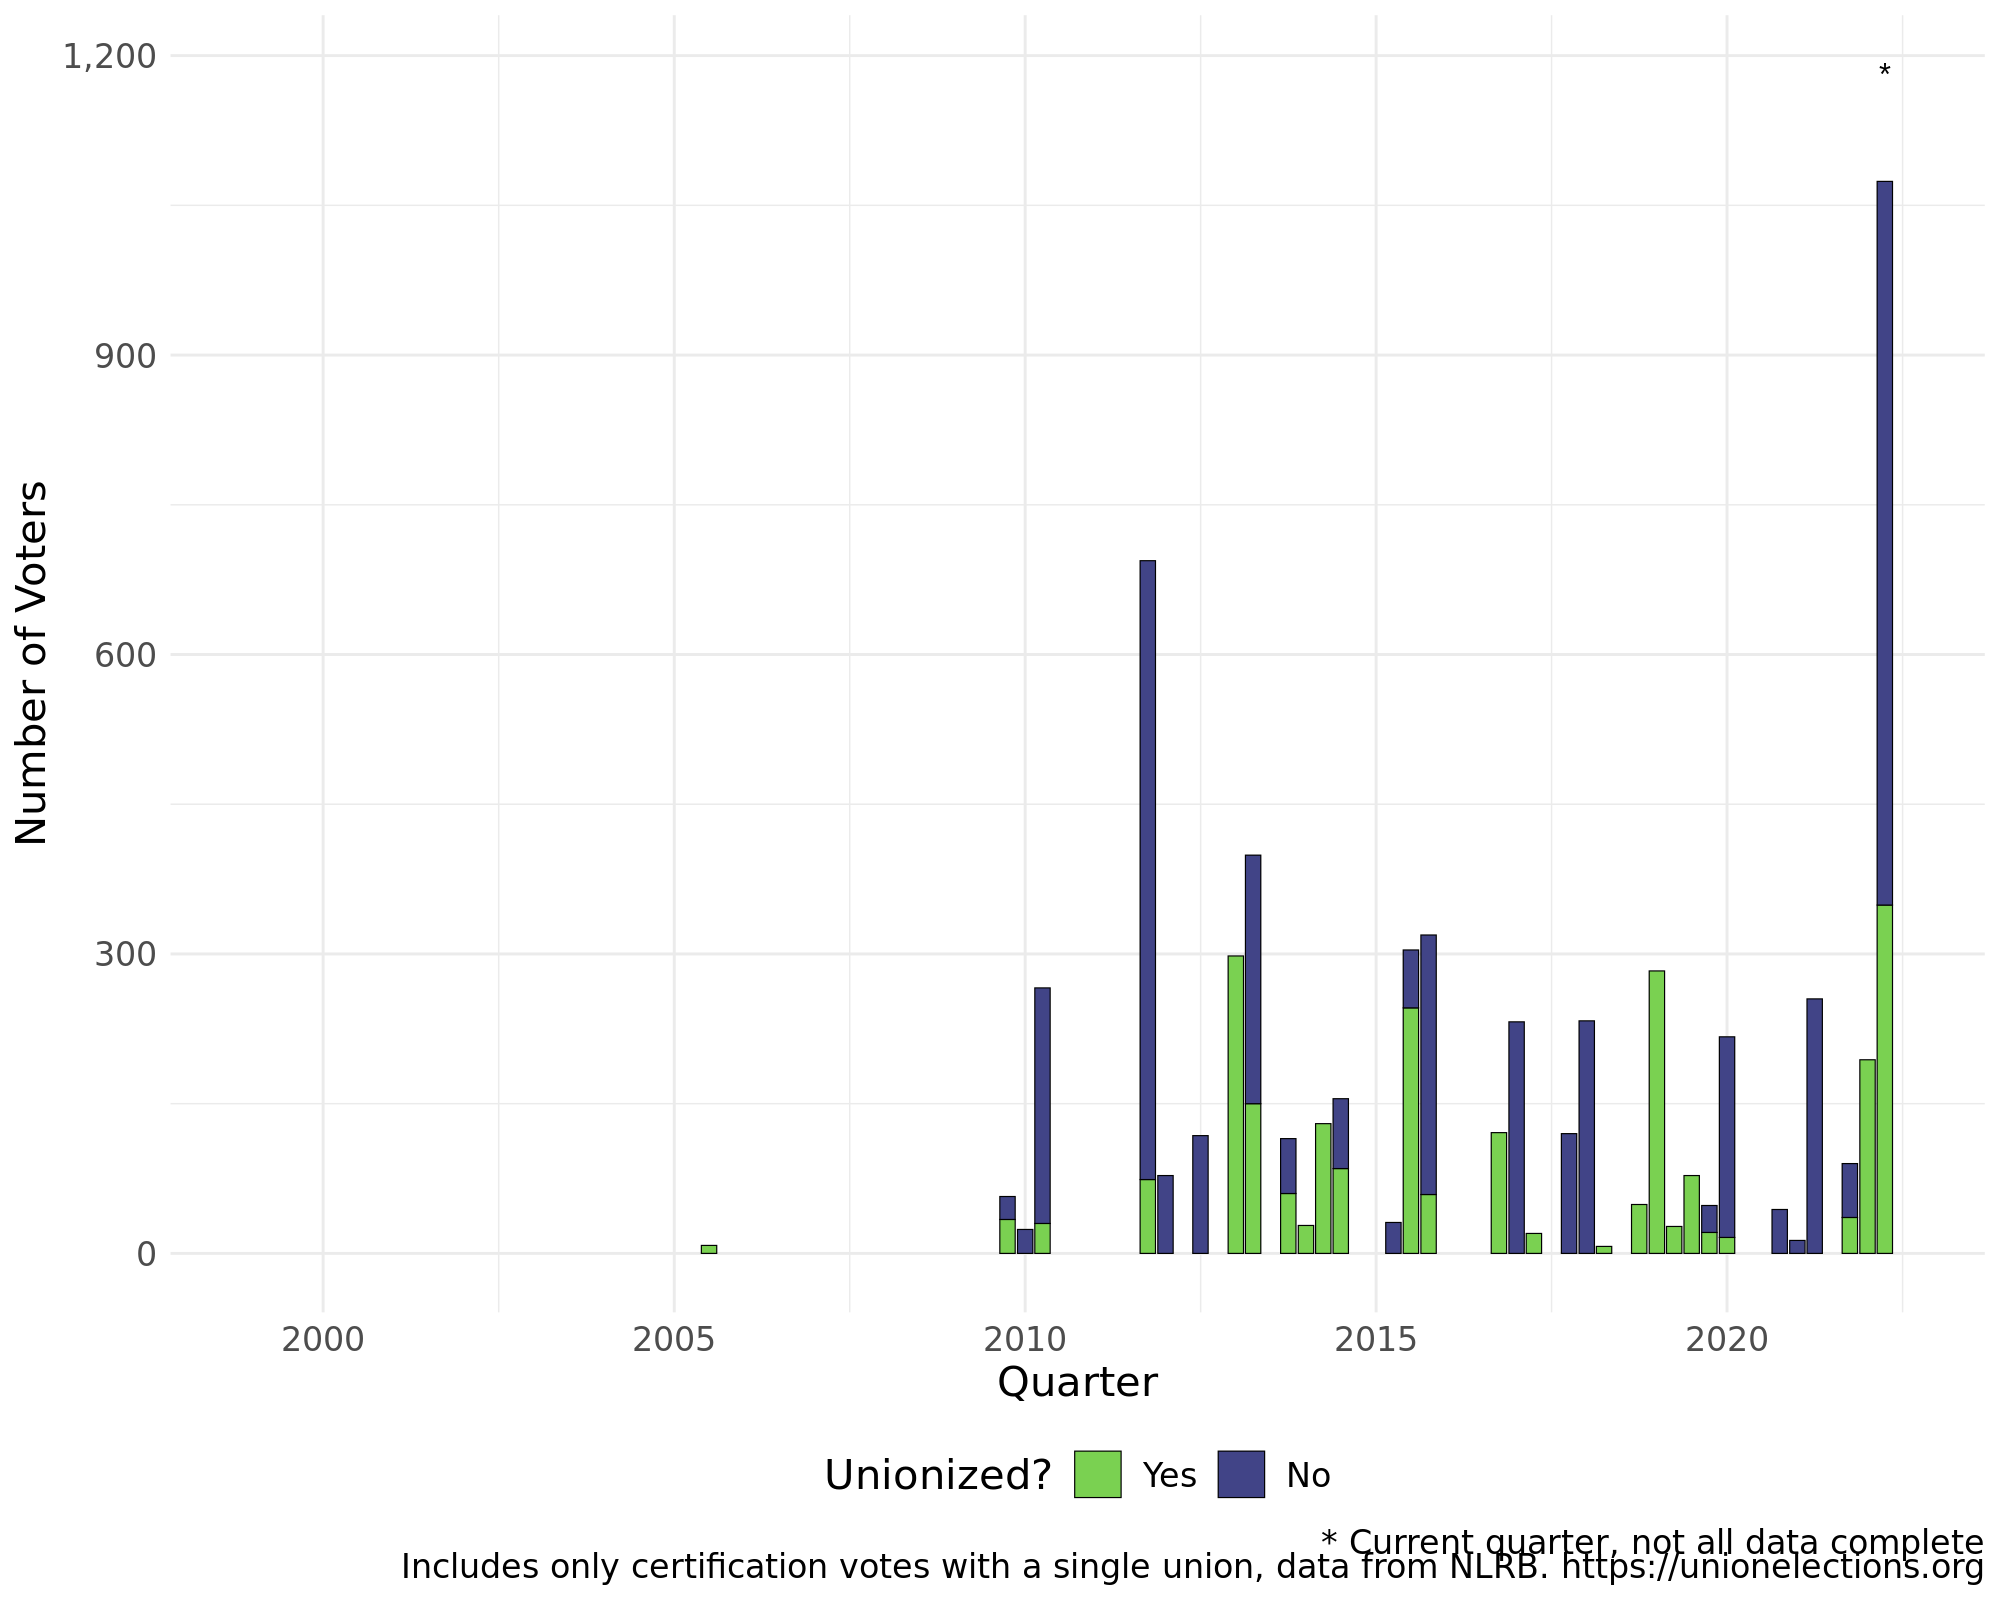 1,200
900
600
300
0
*
Number of Voters
2000 2005 2010 2015 2020
Quarter
Unionized? Yes No
* Current quarter, not all data complete
Includes only certification votes with a single union, data from NLRB. https://unionelections.org